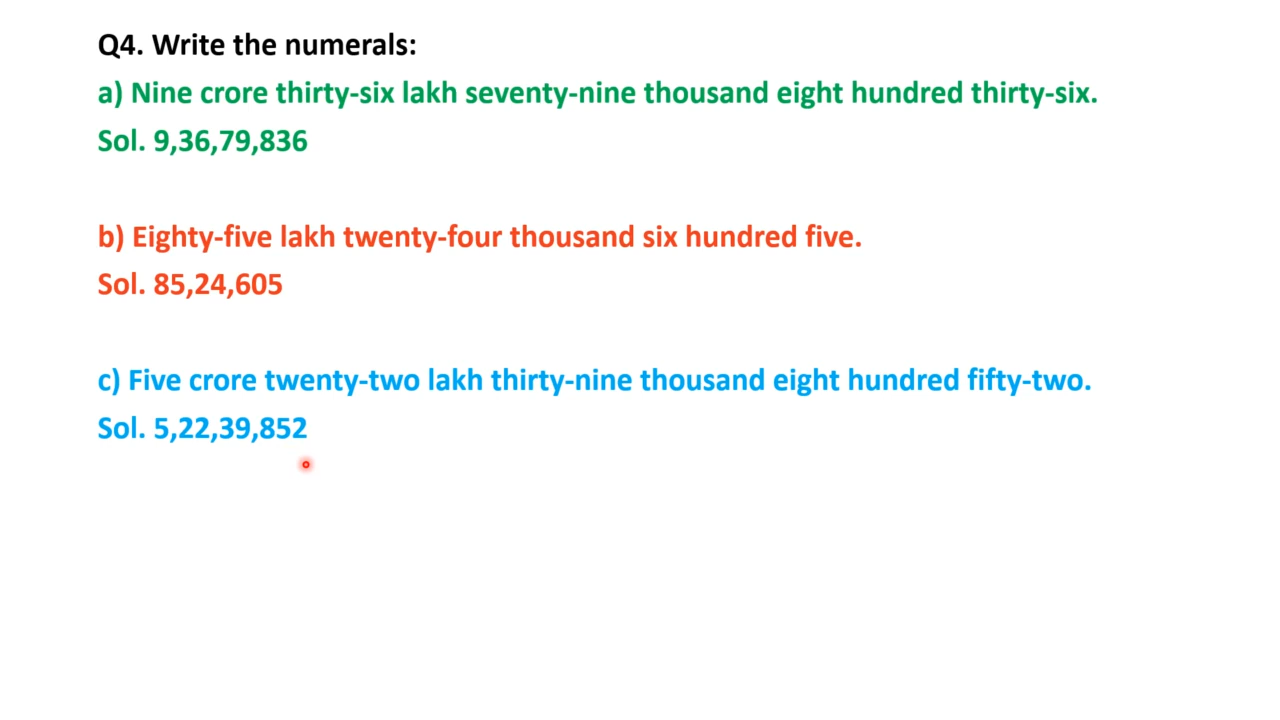 Q4. Write the numerals:
a) Nine crore thirty-six lakh seventy-nine thousand eight hundred thirty-six.
Sol. 9,36,79,836
b) Eighty-five lakh twenty-four thousand six hundred five.
Sol. 85,24,605
c) Five crore twenty-two lakh thirty-nine thousand eight hundred fifty-two.
Sol. 5,22,39,852